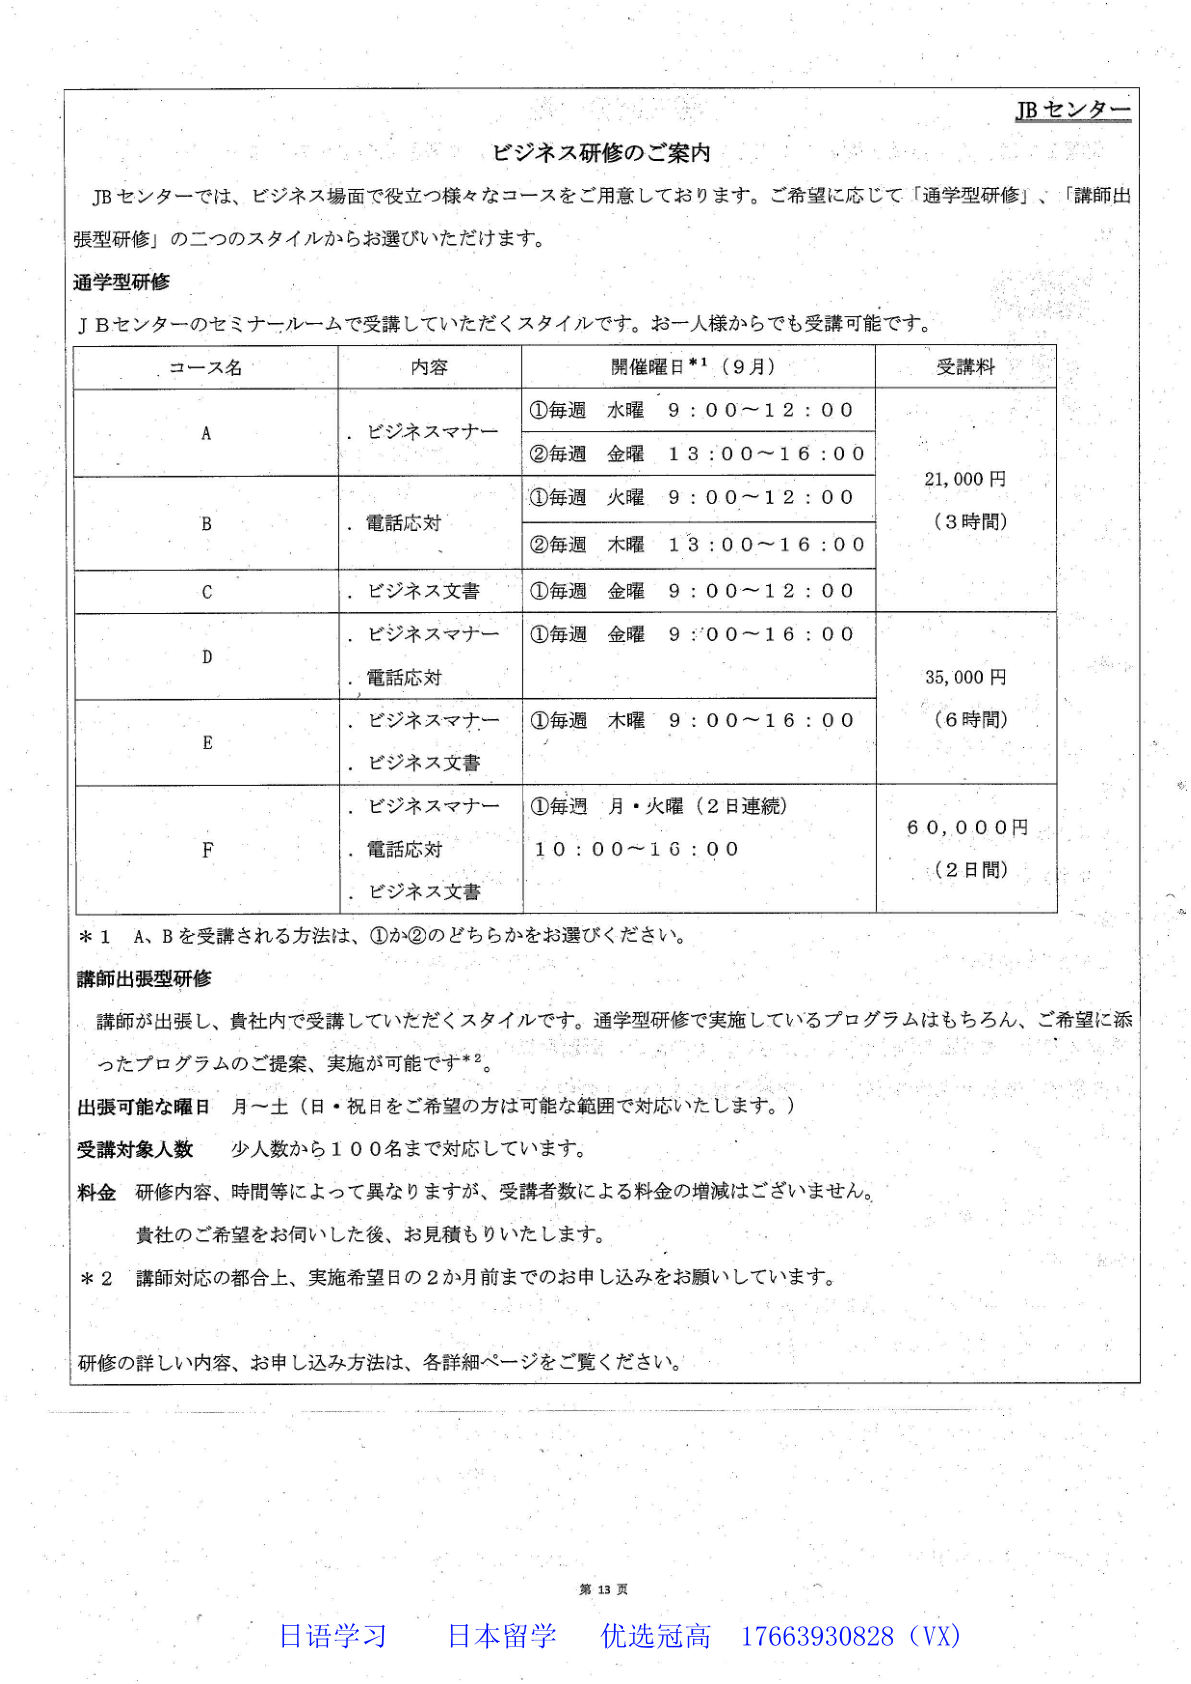 JBセンター
ビジネス研修のご案内
JBセンターでは、ビジネス場面で役立つ様々なコースをご用意しております。ご希望に応じて「通学型研修」、「講師出
張型研修」の二つのスタイルからお選びいただけます。
通学型研修
ＪＢセンターのセミナールームで受講していただくスタイルです。お一人様からでも受講可能です。
コース名 内容 開催曜日*1（９月） 受講料
A ．ビジネスマナー ①毎週　水曜　９：００～１２：００
②毎週　金曜　１３：００～１６：００
21,000円
（３時間）
B ．電話応対 ①毎週　火曜　９：００～１２：００
②毎週　木曜　１３：００～１６：００
C ．ビジネス文書 ①毎週　金曜　９：００～１２：００
D ．ビジネスマナー ①毎週　金曜　９：００～１６：００
．電話応対
35,000円
（６時間）
E ．ビジネスマナー ①毎週　木曜　９：００～１６：００
．ビジネス文書
F ．ビジネスマナー ①毎週　月・火曜（２日連続）
．電話応対 １０：００～１６：００
．ビジネス文書
６０,０００円
（２日間）
＊１　A、Bを受講される方法は、①か②のどちらかをお選びください。
講師出張型研修
講師が出張し、貴社内で受講していただくスタイルです。通学型研修で実施しているプログラムはもちろん、ご希望に添
ったプログラムのご提案、実施が可能です*2。
出張可能な曜日　月～土（日・祝日をご希望の方は可能な範囲で対応いたします。）
受講対象人数　少人数から１００名まで対応しています。
料金　研修内容、時間等によって異なりますが、受講者数による料金の増減はございません。
貴社のご希望をお伺いした後、お見積もりいたします。
＊２　講師対応の都合上、実施希望日の２か月前までのお申し込みをお願いしています。
研修の詳しい内容、お申し込み方法は、各詳細ページをご覧ください。
第 13 页
日语学习　日本留学　优选冠高　17663930828（VX）